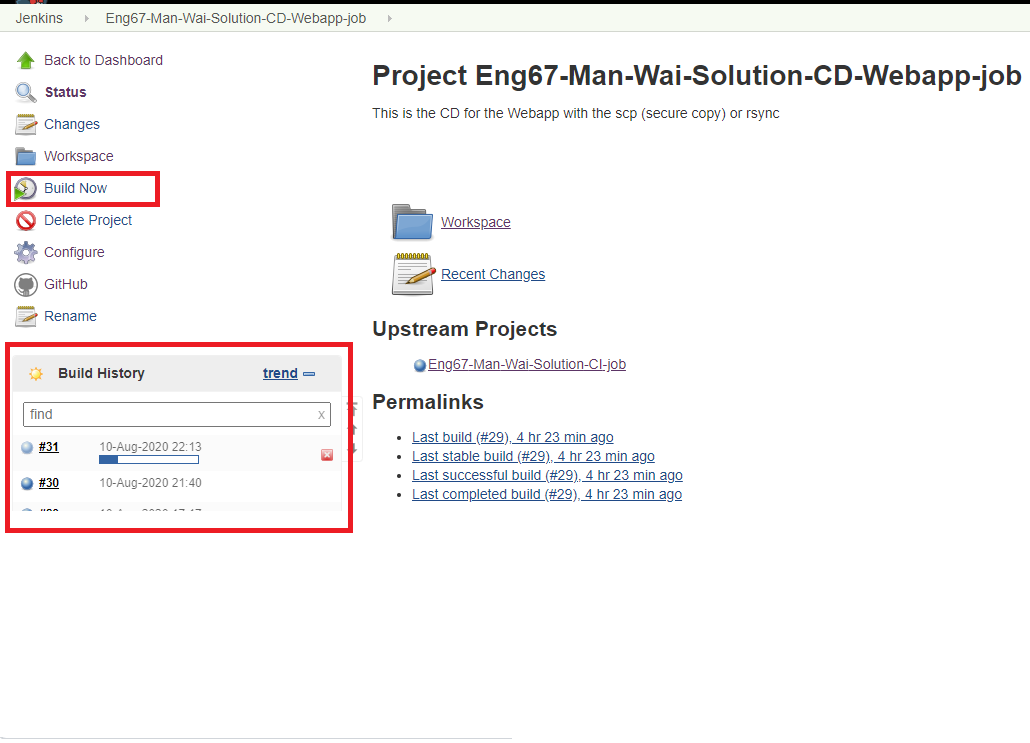 Jenkins Eng67-Man-Wai-Solution-CD-Webapp-job
Back to Dashboard
Status
Changes
Workspace
Build Now
Delete Project
Configure
GitHub
Rename
Build History trend
find x
#31 10-Aug-2020 22:13
#30 10-Aug-2020 21:40
Project Eng67-Man-Wai-Solution-CD-Webapp-job
This is the CD for the Webapp with the scp (secure copy) or rsync
Workspace
Recent Changes
Upstream Projects
Eng67-Man-Wai-Solution-CI-job
Permalinks
Last build (#29), 4 hr 23 min ago
Last stable build (#29), 4 hr 23 min ago
Last successful build (#29), 4 hr 23 min ago
Last completed build (#29), 4 hr 23 min ago